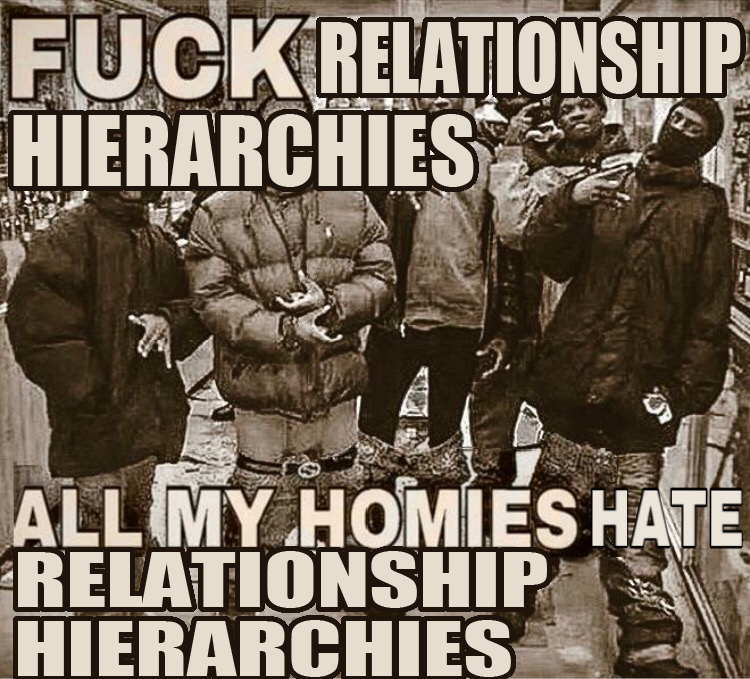 FUCK RELATIONSHIP
HIERARCHIES
ALL MY HOMIES HATE
RELATIONSHIP
HIERARCHIES